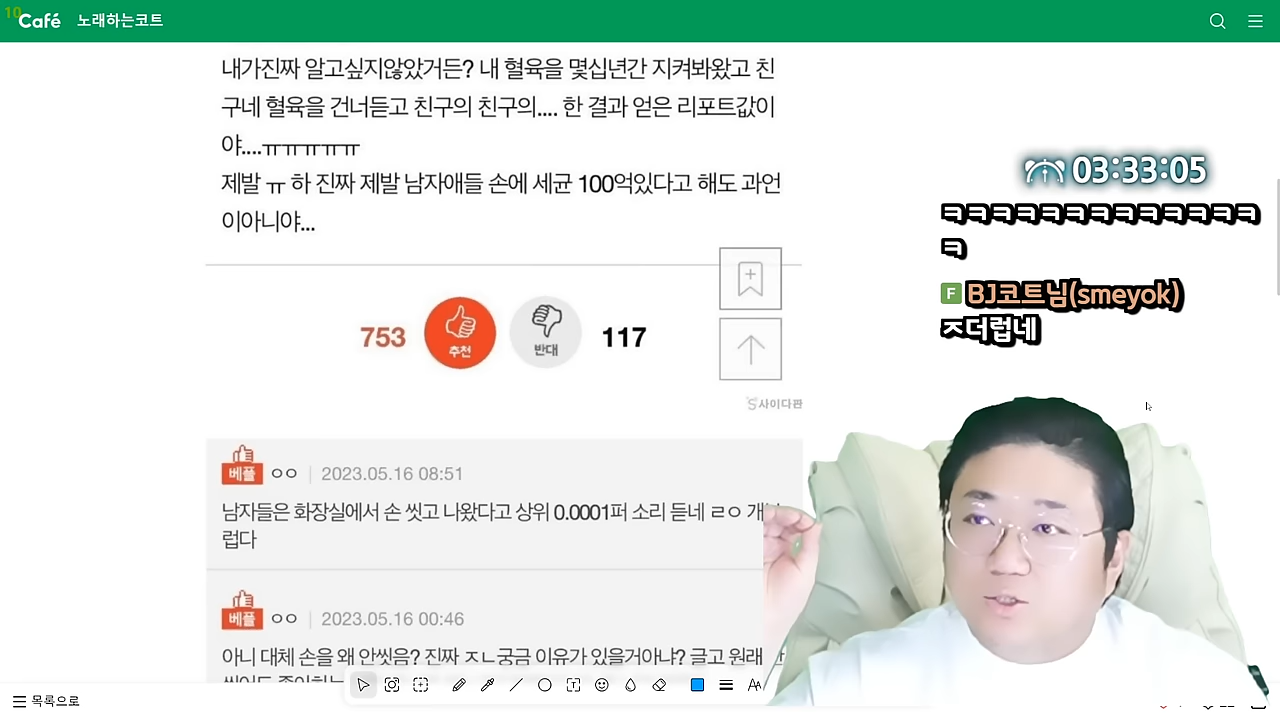 10
Café 노래하는코트
내가진짜 알고싶지않았거든? 내 혈육을 몇십년간 지켜봐왔고 친
구네 혈육을 건너듣고 친구의 친구의.... 한 결과 얻은 리포트값이
야....ㅠㅠㅠㅠㅠ
제발 ㅠ 하 진짜 제발 남자애들 손에 세균 100억있다고 해도 과언
이아니야...
03:33:05
ㅋㅋㅋㅋㅋㅋㅋㅋㅋㅋㅋㅋㅋ
ㅋ
F BJ코트님(smeyok)
ㅈ더럽네
753 추천 반대 117
사이다판
베플 ㅇㅇ | 2023.05.16 08:51
남자들은 화장실에서 손 씻고 나왔다고 상위 0.0001퍼 소리 듣네 ㄹㅇ
럽다
베플 ㅇㅇ | 2023.05.16 00:46
아니 대체 손을 왜 안씻음? 진짜 ㅈㄴ궁금 이유가 있을거아냐? 글고 원래
목록으로